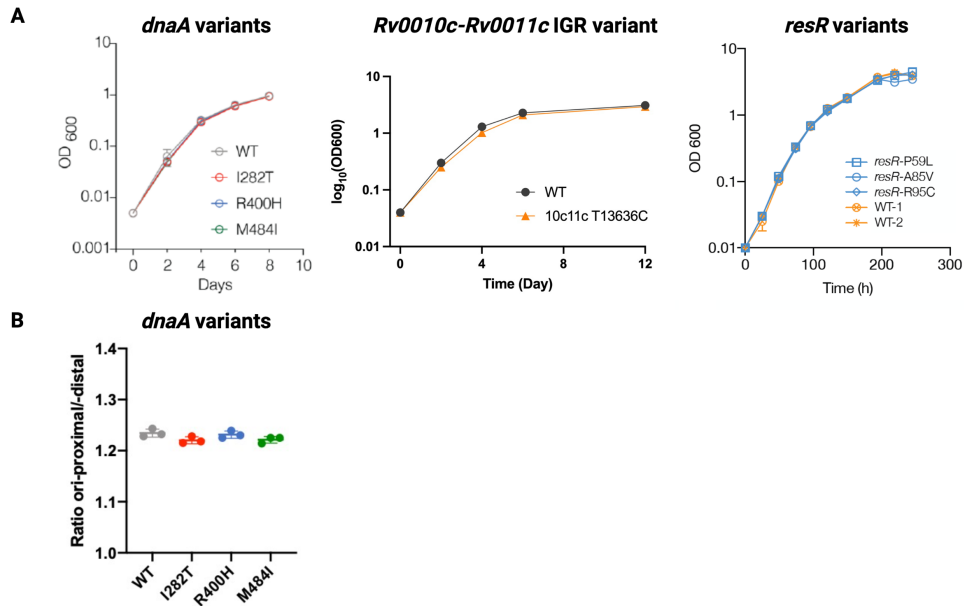 A
dnaA variants
OD 600
10
1
0.1
0.01
0.001
WT
I282T
R400H
M484I
0 2 4 6 8 10
Days
Rv0010c-Rv0011c IGR variant
log10(OD600)
10
1
0.1
0.01
WT
10c11c T13636C
0 4 8 12
Time (Day)
resR variants
OD 600
10
1
0.1
0.01
resR-P59L
resR-A85V
resR-R95C
WT-1
WT-2
0 100 200 300
Time (h)
B
dnaA variants
Ratio ori-proximal/-distal
1.4
1.3
1.2
1.1
1.0
WT I282T R400H M484I